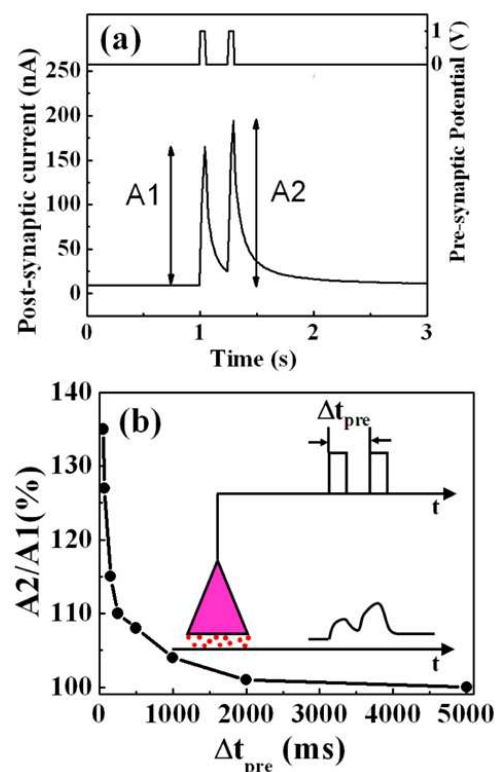 (a)
Post-synaptic current (nA)
250
200
150
100
50
0
A1
A2
1
0
Pre-synaptic Potential (V)
0
1
2
3
Time (s)
(b)
A2/A1(%)
140
130
120
110
100
Δtpre
t
t
0
1000
2000
3000
4000
5000
Δtpre (ms)